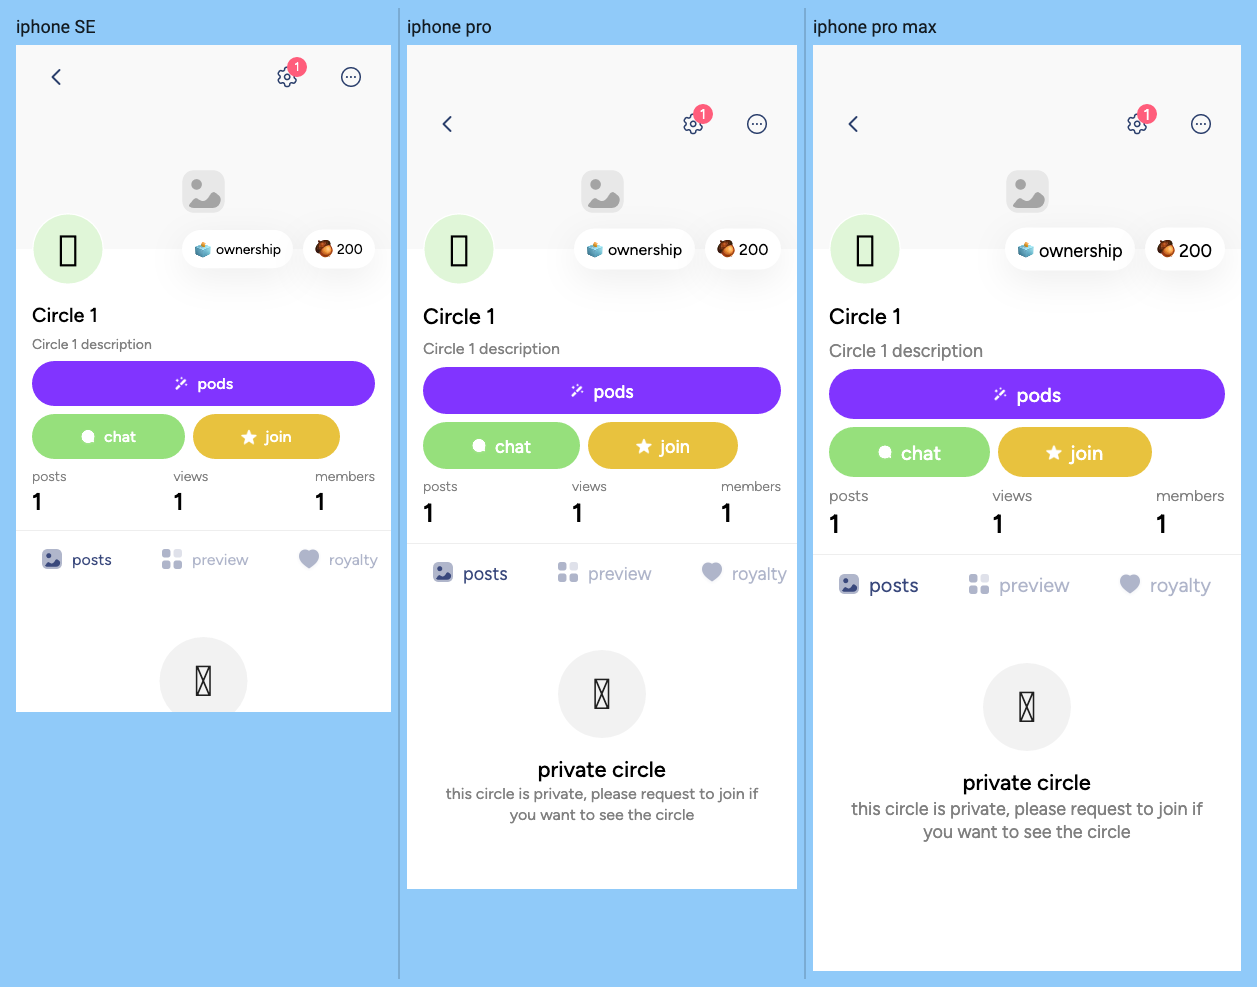 iphone SE
1
ownership
200
Circle 1
Circle 1 description
pods
chat
join
posts
views
members
1
1
1
posts
preview
royalty
iphone pro
1
ownership
200
Circle 1
Circle 1 description
pods
chat
join
posts
views
members
1
1
1
posts
preview
royalty
private circle
this circle is private, please request to join if
you want to see the circle
iphone pro max
1
ownership
200
Circle 1
Circle 1 description
pods
chat
join
posts
views
members
1
1
1
posts
preview
royalty
private circle
this circle is private, please request to join if
you want to see the circle